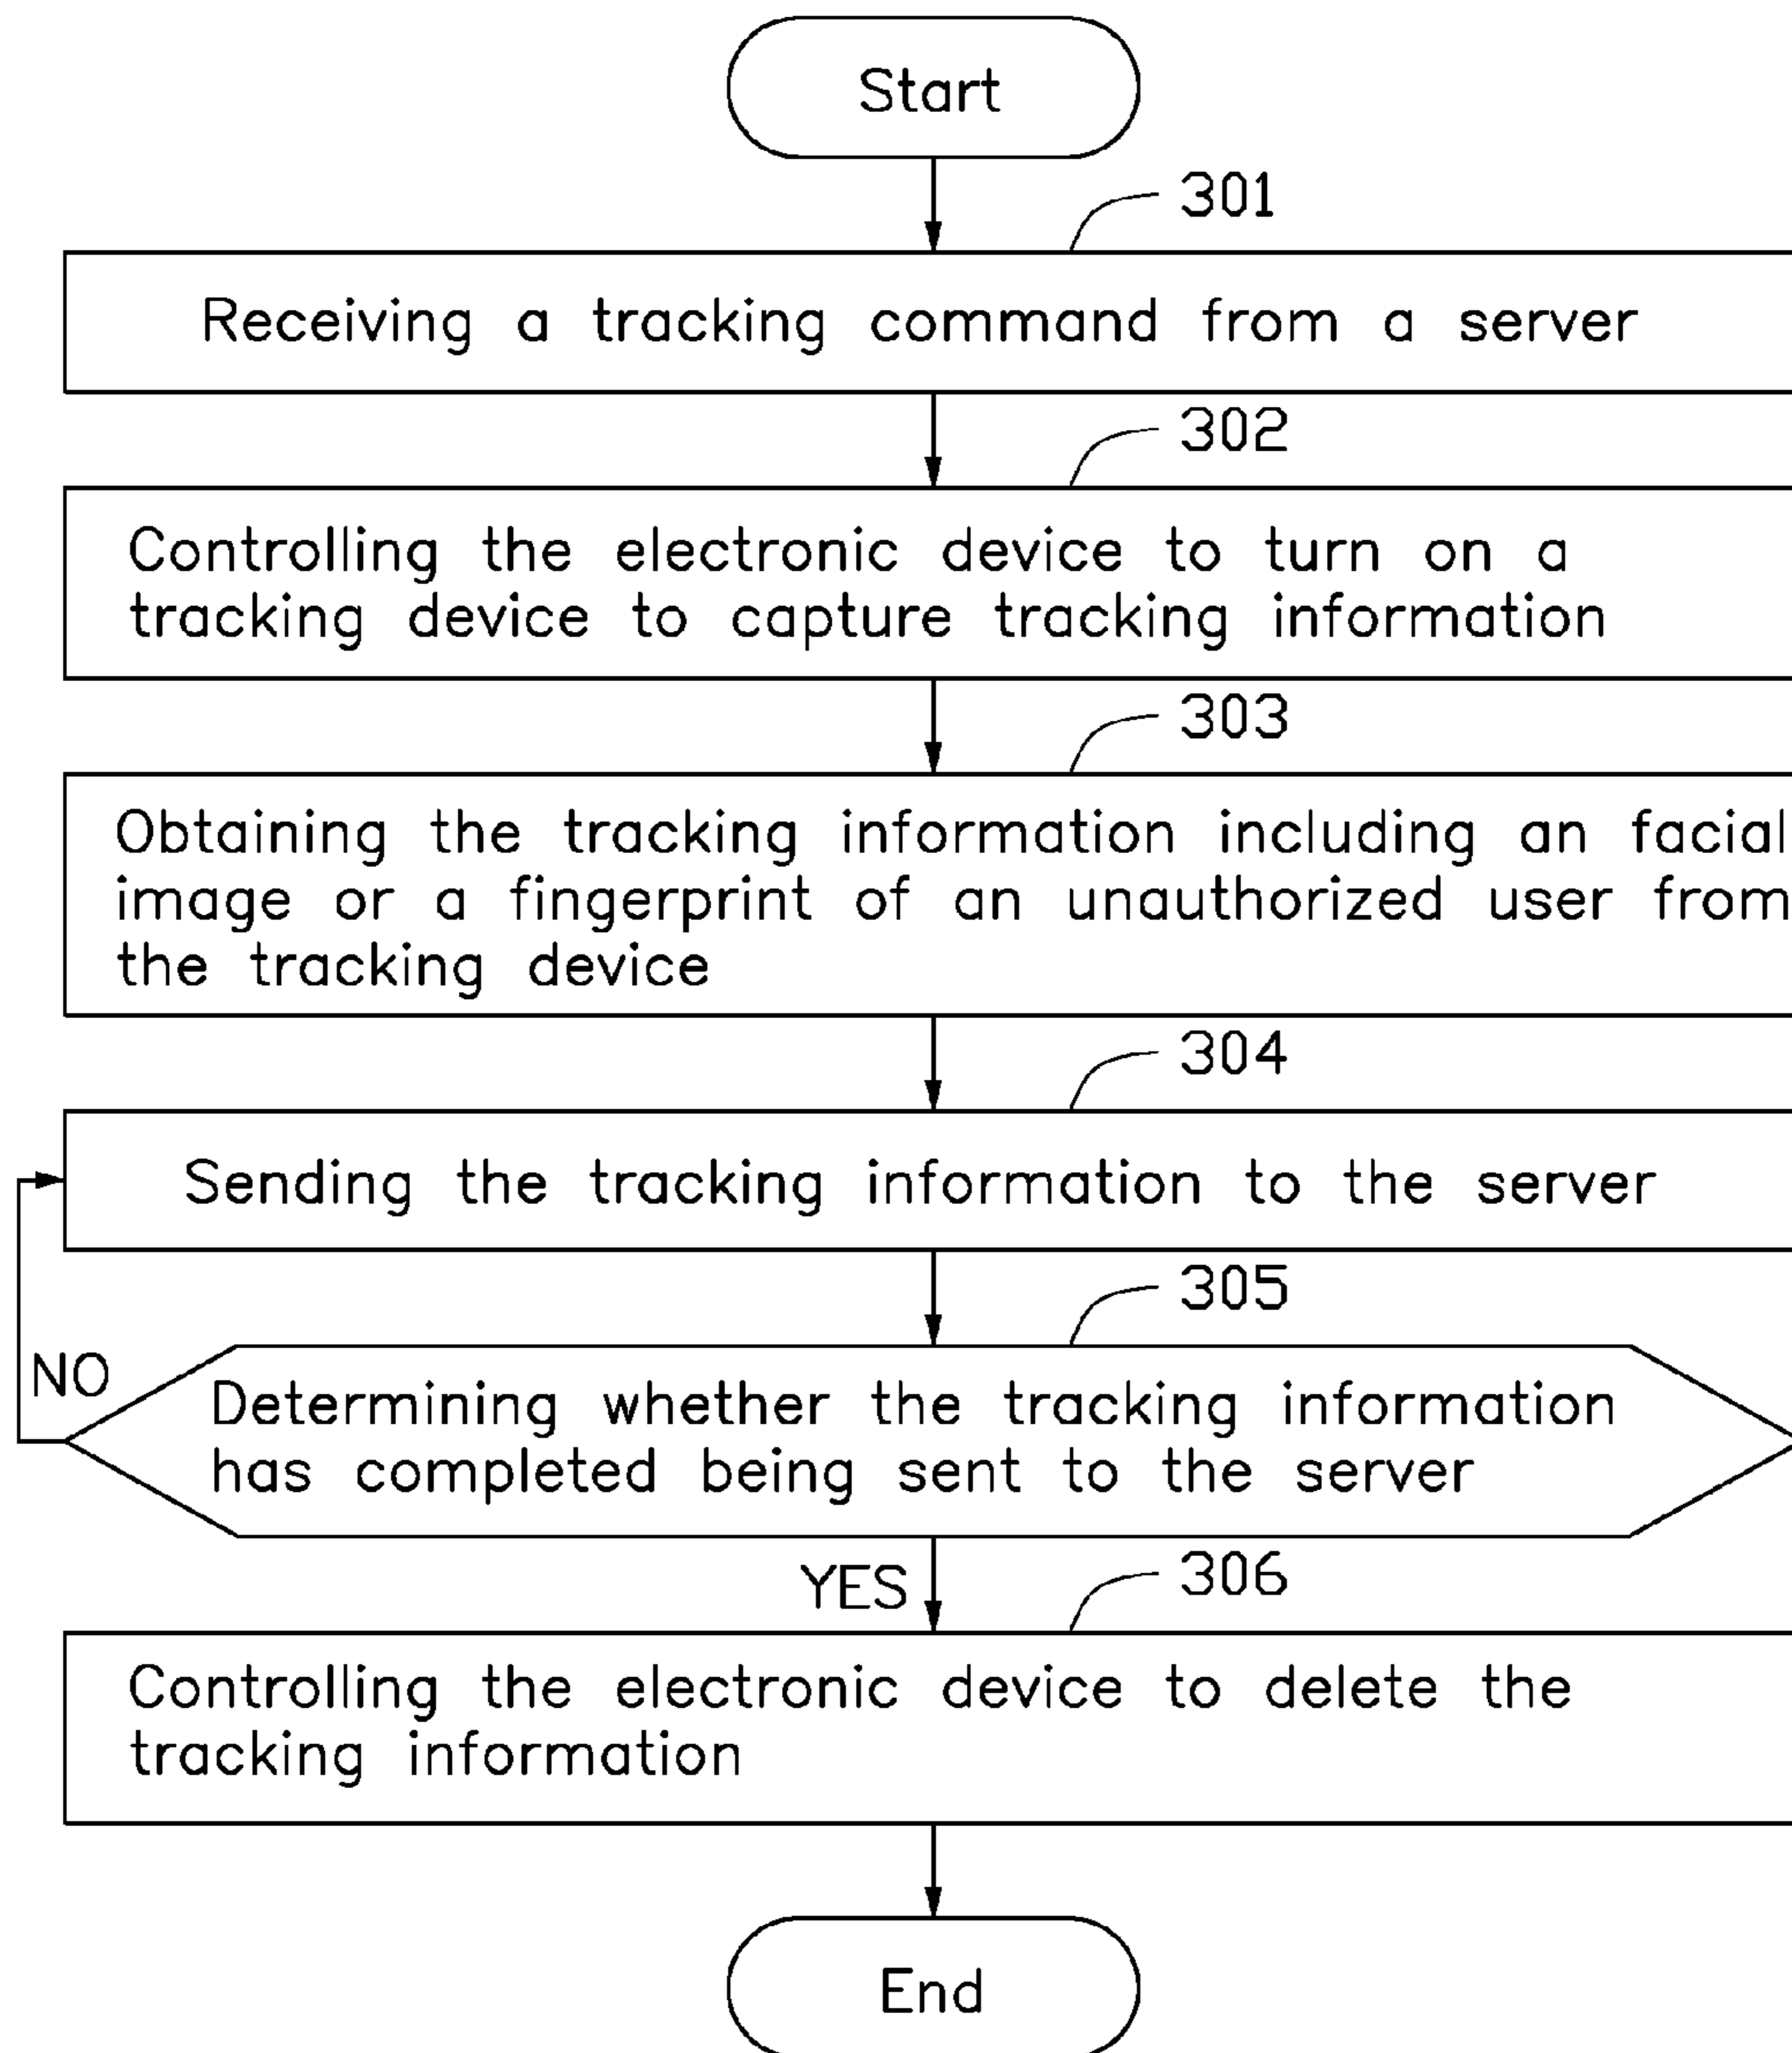 Start
301
Receiving a tracking command from a server
302
Controlling the electronic device to turn on a
tracking device to capture tracking information
303
Obtaining the tracking information including an facial
image or a fingerprint of an unauthorized user from
the tracking device
304
Sending the tracking information to the server
305
NO
Determining whether the tracking information
has completed being sent to the server
YES
306
Controlling the electronic device to delete the
tracking information
End